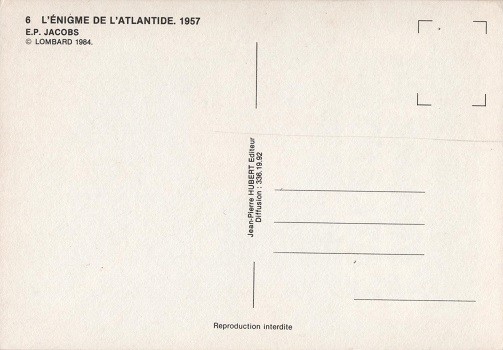 6 L'ÉNIGME DE L'ATLANTIDE. 1957
E.P. JACOBS
© LOMBARD 1984.
Jean-Pierre HUBERT Editeur
Diffusion : 336.19.92
Reproduction interdite